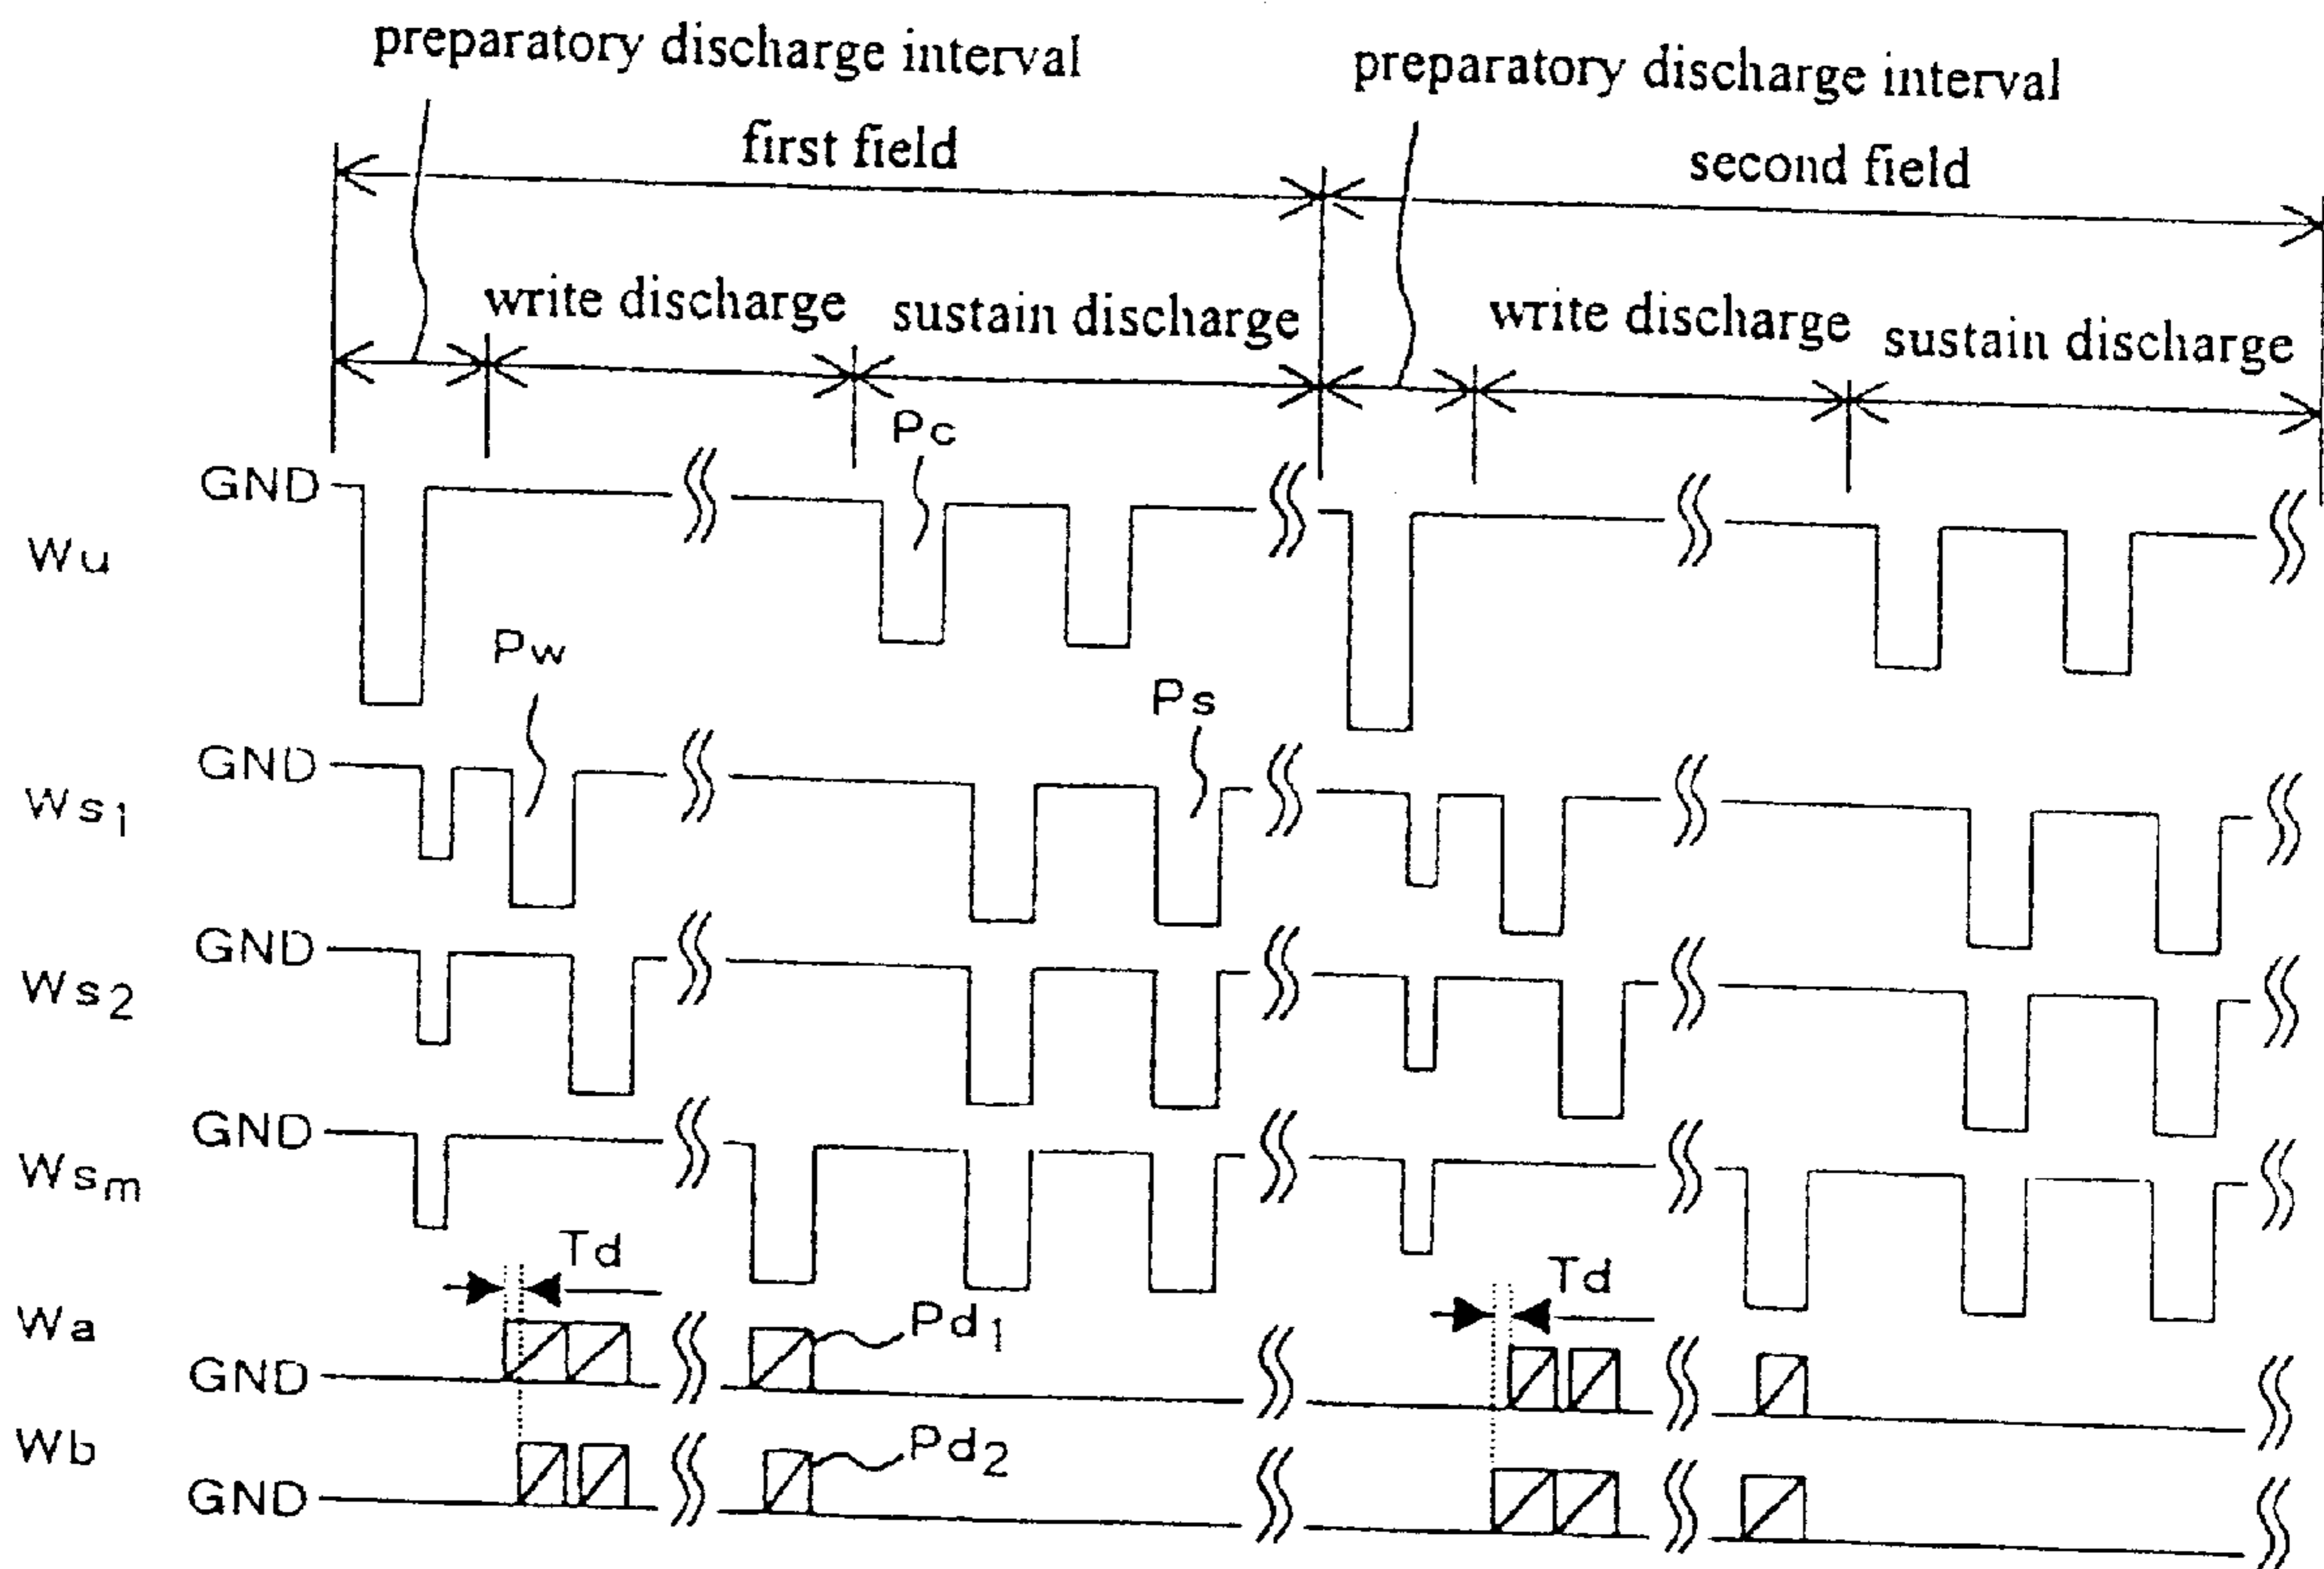 preparatory discharge interval
preparatory discharge interval
first field
second field
write discharge
sustain discharge
write discharge
sustain discharge
Pc
GND
Wu
Pw
Ps
GND
Ws1
GND
Ws2
GND
Wsm
Td
Td
Wa
Pd1
GND
Wb
Pd2
GND